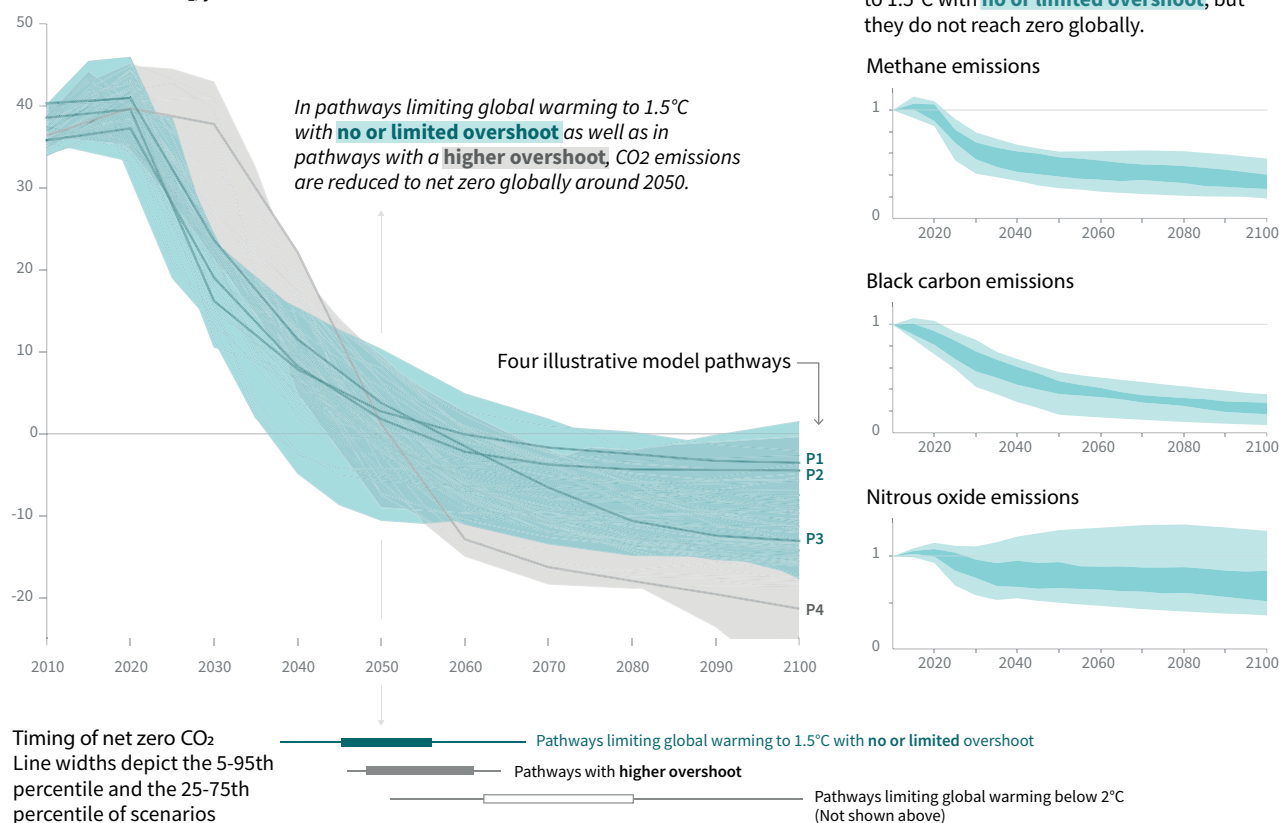 to 1.5°C with no or limited overshoot, but
they do not reach zero globally.
50
40
30
20
10
0
-10
-20
2010 2020 2030 2040 2050 2060 2070 2080 2090 2100
In pathways limiting global warming to 1.5°C
with no or limited overshoot as well as in
pathways with a higher overshoot, CO2 emissions
are reduced to net zero globally around 2050.
Four illustrative model pathways
P1
P2
P3
P4
Methane emissions
1
0
2020 2040 2060 2080 2100
Black carbon emissions
1
0
2020 2040 2060 2080 2100
Nitrous oxide emissions
1
0
2020 2040 2060 2080 2100
Timing of net zero CO₂
Line widths depict the 5-95th
percentile and the 25-75th
percentile of scenarios
Pathways limiting global warming to 1.5°C with no or limited overshoot
Pathways with higher overshoot
Pathways limiting global warming below 2°C
(Not shown above)